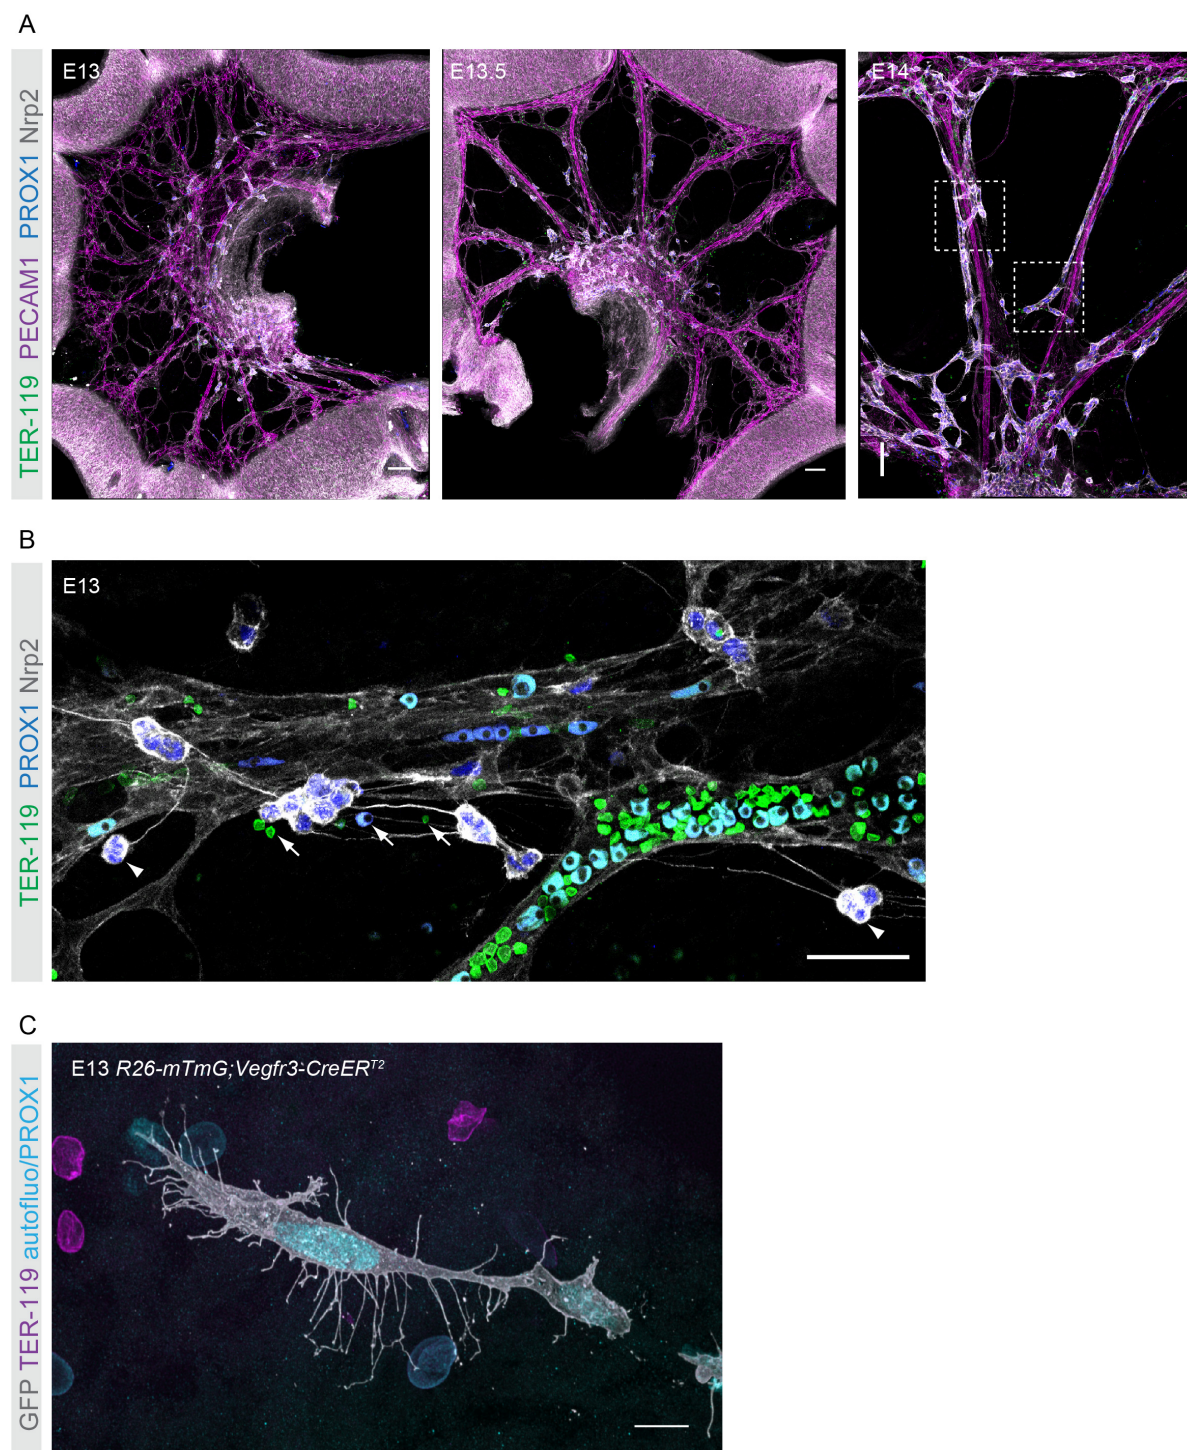 A
TER-119 PECAM1 PROX1 Nrp2
E13
E13.5
E14
B
TER-119 PROX1 Nrp2
E13
C
GFP TER-119 autofluo/PROX1
E13 R26-mTmG;Vegfr3-CreERT2